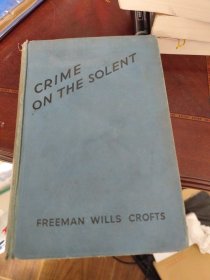 CRIME
ON THE SOLENT
FREEMAN WILLS CROFTS